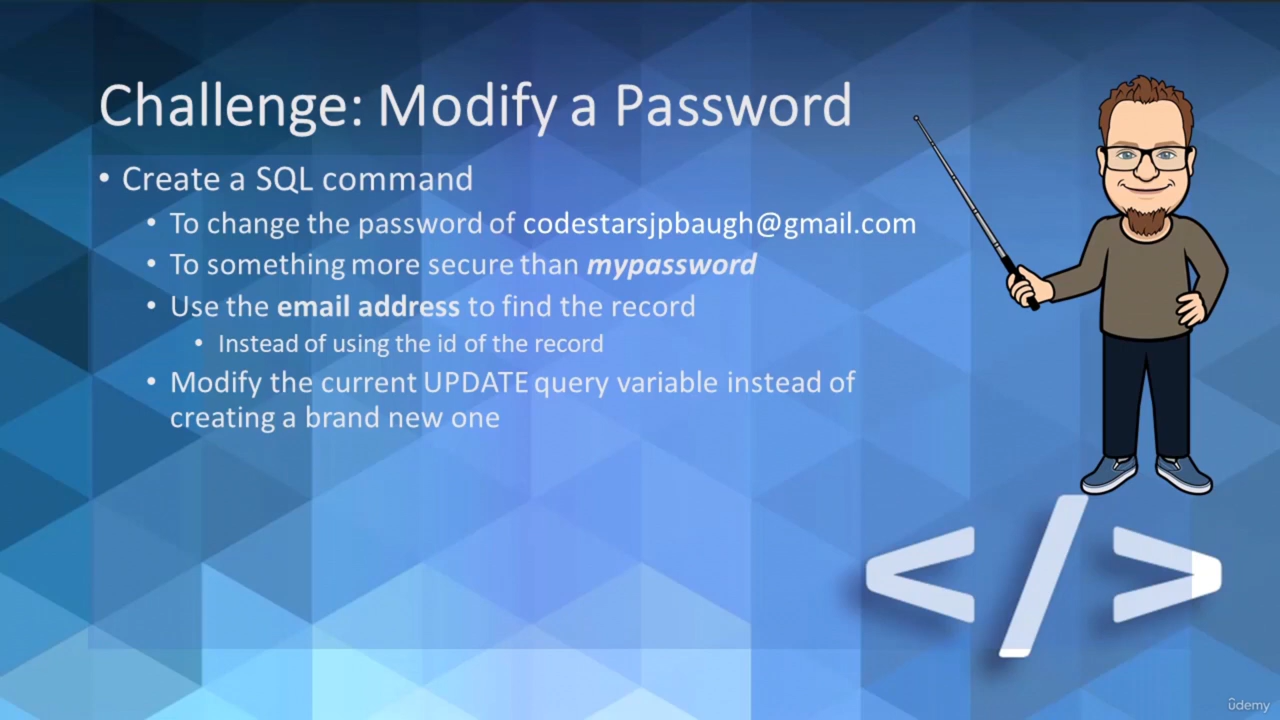 Challenge: Modify a Password
• Create a SQL command
• To change the password of codestarsjpbaugh@gmail.com
• To something more secure than mypassword
• Use the email address to find the record
• Instead of using the id of the record
• Modify the current UPDATE query variable instead of
creating a brand new one
</>
ûdemy